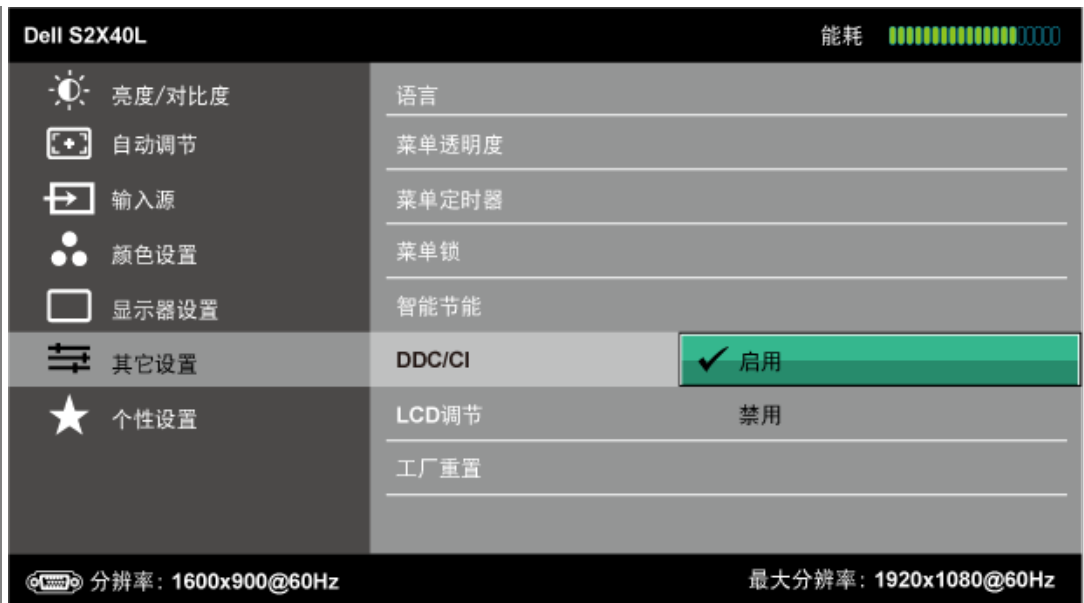 Dell S2X40L
能耗
亮度/对比度
语言
自动调节
菜单透明度
输入源
菜单定时器
颜色设置
菜单锁
显示器设置
智能节能
其它设置
DDC/CI
启用
个性设置
LCD调节
禁用
工厂重置
分辨率: 1600x900@60Hz
最大分辨率: 1920x1080@60Hz